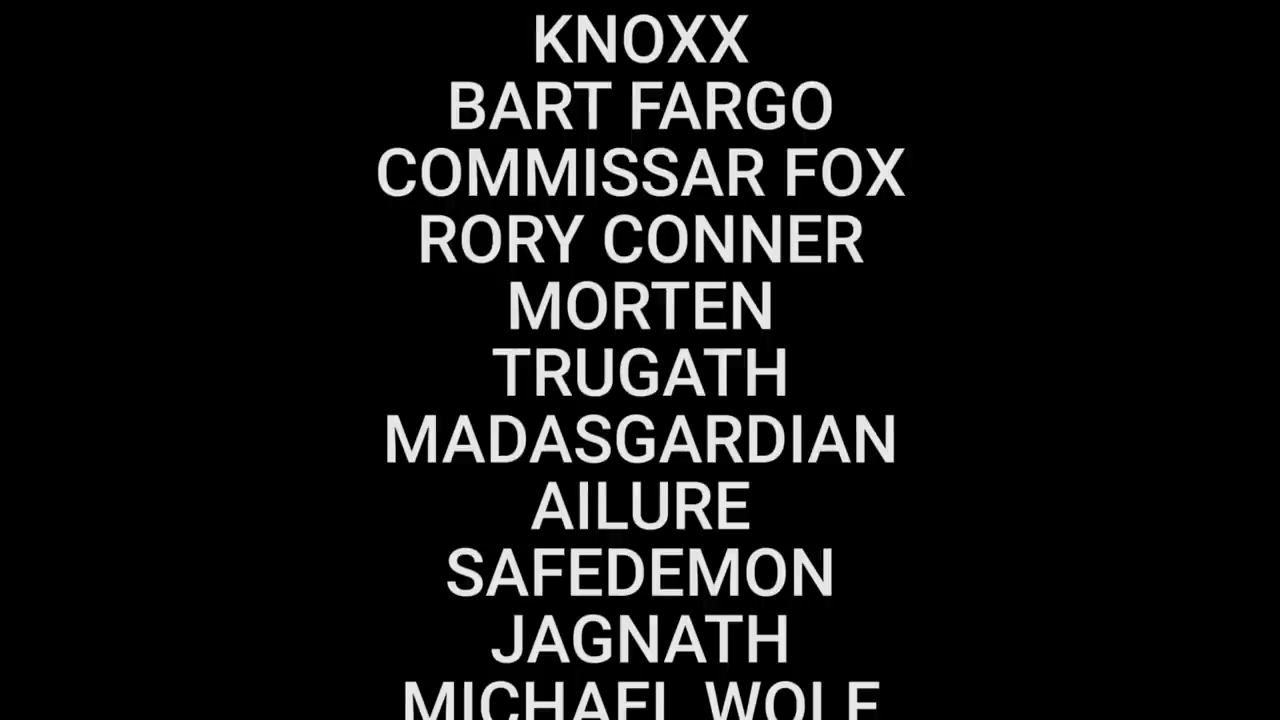 KNOXX
BART FARGO
COMMISSAR FOX
RORY CONNER
MORTEN
TRUGATH
MADASGARDIAN
AILURE
SAFEDEMON
JAGNATH
MICHAEL WOLF